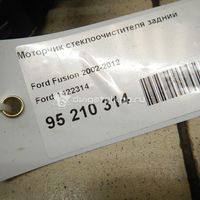 Моторчик стеклоочистителя задний
Ford Fusion 2002-2012
Ford 1422314
95 210 314